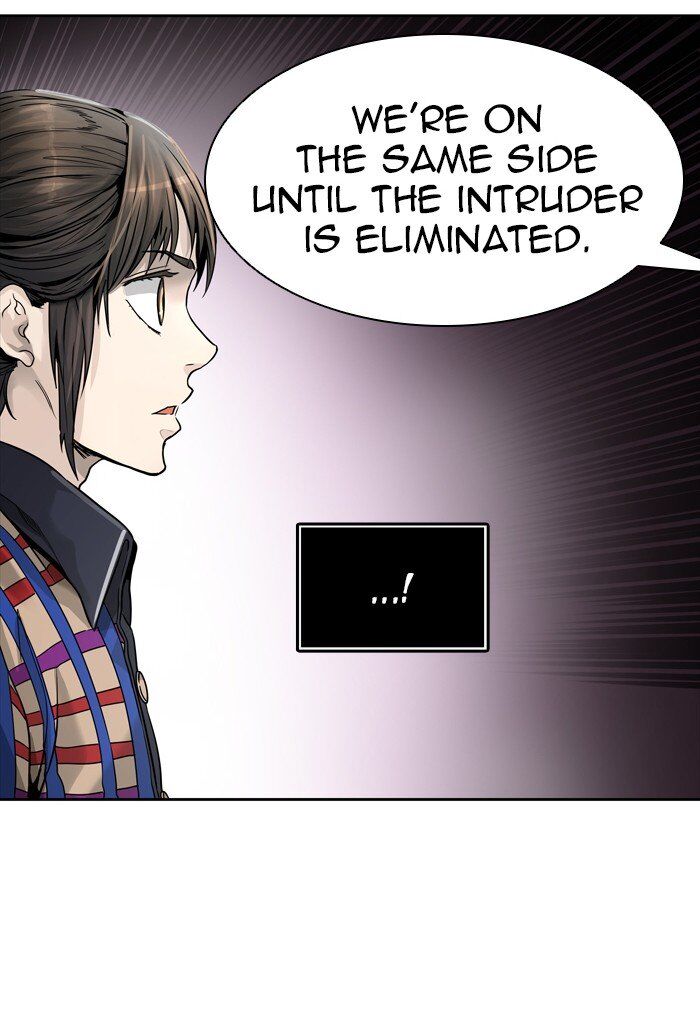 WE'RE ON
THE SAME SIDE
UNTIL THE INTRUDER
IS ELIMINATED.
...!